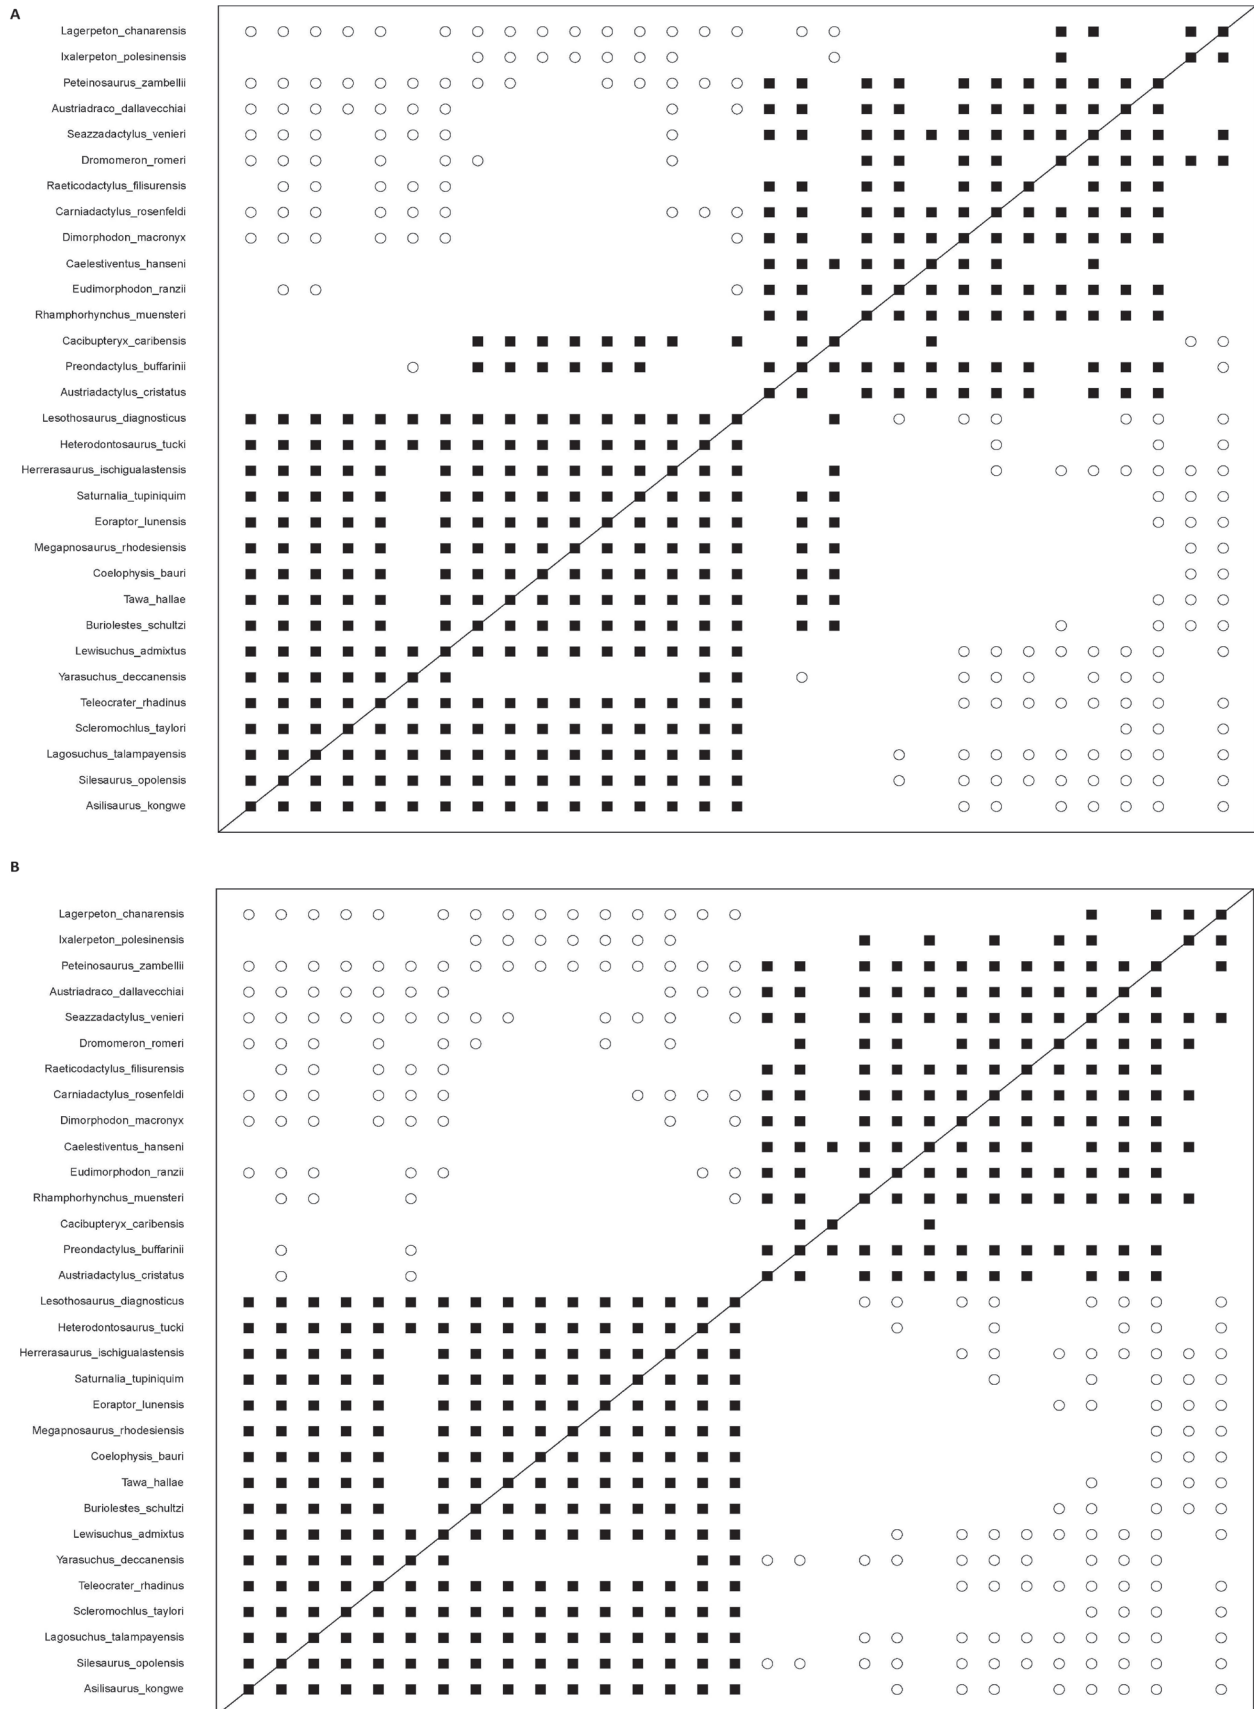 A
Lagerpeton_chanarensis
Ixalerpeton_polesinensis
Peteinosaurus_zambellii
Austriadraco_dallavecchiai
Seazzadactylus_venieri
Dromomeron_romeri
Raeticodactylus_filisurensis
Carniadactylus_rosenfeldi
Dimorphodon_macronyx
Caelestiventus_hanseni
Eudimorphodon_ranzii
Rhamphorhynchus_muensteri
Cacibupteryx_caribensis
Preondactylus_buffarinii
Austriadactylus_cristatus
Lesothosaurus_diagnosticus
Heterodontosaurus_tucki
Herrerasaurus_ischigualastensis
Saturnalia_tupiniquim
Eoraptor_lunensis
Megapnosaurus_rhodesiensis
Coelophysis_bauri
Tawa_hallae
Buriolestes_schultzi
Lewisuchus_admixtus
Yarasuchus_deccanensis
Teleocrater_rhadinus
Scleromochlus_taylori
Lagosuchus_talampayensis
Silesaurus_opolensis
Asilisaurus_kongwe
B
Lagerpeton_chanarensis
Ixalerpeton_polesinensis
Peteinosaurus_zambellii
Austriadraco_dallavecchiai
Seazzadactylus_venieri
Dromomeron_romeri
Raeticodactylus_filisurensis
Carniadactylus_rosenfeldi
Dimorphodon_macronyx
Caelestiventus_hanseni
Eudimorphodon_ranzii
Rhamphorhynchus_muensteri
Cacibupteryx_caribensis
Preondactylus_buffarinii
Austriadactylus_cristatus
Lesothosaurus_diagnosticus
Heterodontosaurus_tucki
Herrerasaurus_ischigualastensis
Saturnalia_tupiniquim
Eoraptor_lunensis
Megapnosaurus_rhodesiensis
Coelophysis_bauri
Tawa_hallae
Buriolestes_schultzi
Lewisuchus_admixtus
Yarasuchus_deccanensis
Teleocrater_rhadinus
Scleromochlus_taylori
Lagosuchus_talampayensis
Silesaurus_opolensis
Asilisaurus_kongwe